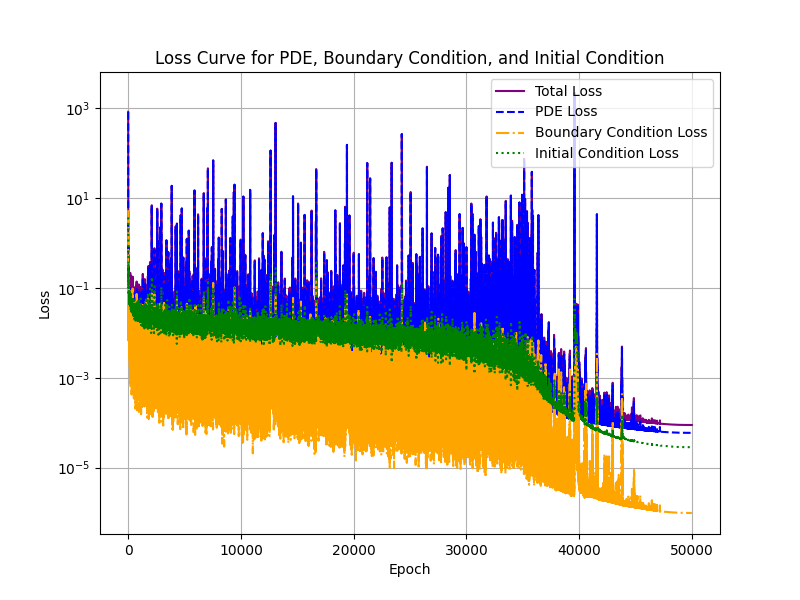 Loss Curve for PDE, Boundary Condition, and Initial Condition
Total Loss
PDE Loss
Boundary Condition Loss
Initial Condition Loss
10³
10¹
10⁻¹
10⁻³
10⁻⁵
Loss
0 10000 20000 30000 40000 50000
Epoch